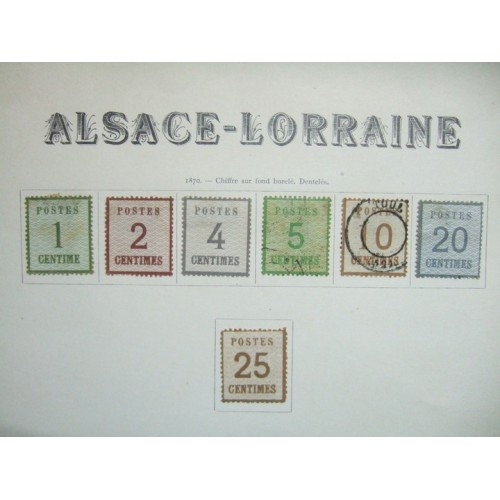 ALSACE-LORRAINE
1870. — Chiffre sur fond burelé, Dentelés.
POSTES
1
CENTIME
POSTES
2
CENTIMES
POSTES
4
CENTIMES
POSTES
5
CENTIMES
10
CENTIMES
POSTES
20
CENTIMES
POSTES
25
CENTIMES